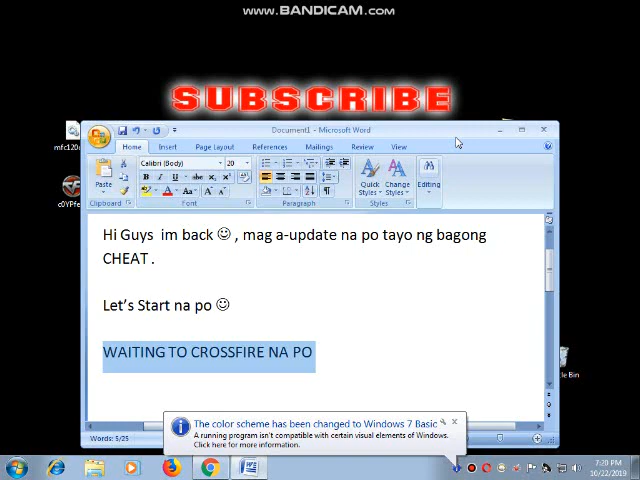 www.BANDICAM.com
SUBSCRIBE
Document1 - Microsoft Word
Home Insert Page Layout References Mailings Review View
Calibri (Body) 20
Paste
Quick Styles
Change Styles
Editing
Clipboard Font Paragraph Styles
Hi Guys im back ☺ , mag a-update na po tayo ng bagong
CHEAT .
Let's Start na po ☺
WAITING TO CROSSFIRE NA PO
The color scheme has been changed to Windows 7 Basic
A running program isn't compatible with certain visual elements of Windows.
Click here for more information.
Words: 5/25
7:20 PM
10/22/2019